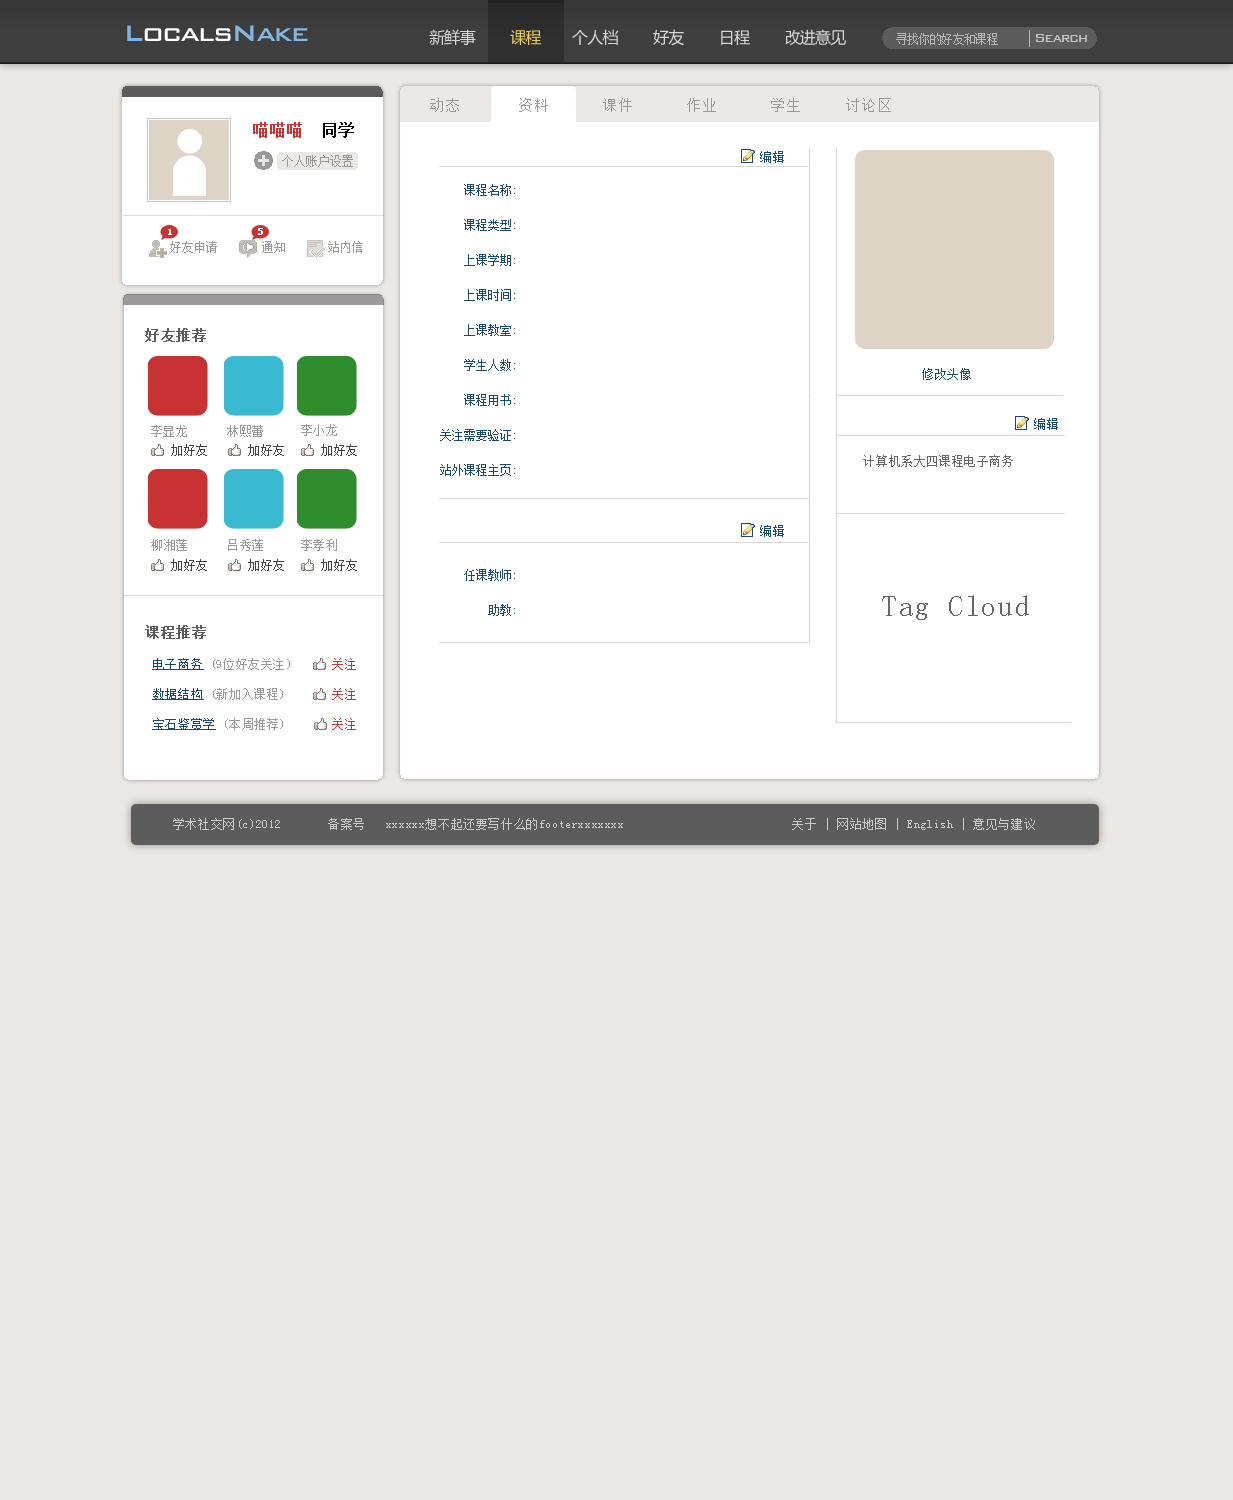 LOCALSNAKE
新鲜事 课程 个人档 好友 日程 改进意见 寻找你的好友和课程 SEARCH
喵喵喵 同学
个人账户设置
1 5
好友申请 通知 站内信
好友推荐
李显龙 林熙蕾 李小龙
加好友 加好友 加好友
柳湘莲 吕秀莲 李孝利
加好友 加好友 加好友
课程推荐
电子商务 (9位好友关注) 关注
数据结构 (新加入课程) 关注
宝石鉴赏学 (本周推荐) 关注
动态 资料 课件 作业 学生 讨论区
编辑
课程名称:
课程类型:
上课学期:
上课时间:
上课教室:
学生人数:
课程用书:
关注需要验证:
站外课程主页:
编辑
任课教师:
助教:
修改头像
编辑
计算机系大四课程电子商务
Tag Cloud
学术社交网(c)2012 备案号 xxxxxx想不起还要写什么的footerxxxxxxx 关于 | 网站地图 | English | 意见与建议